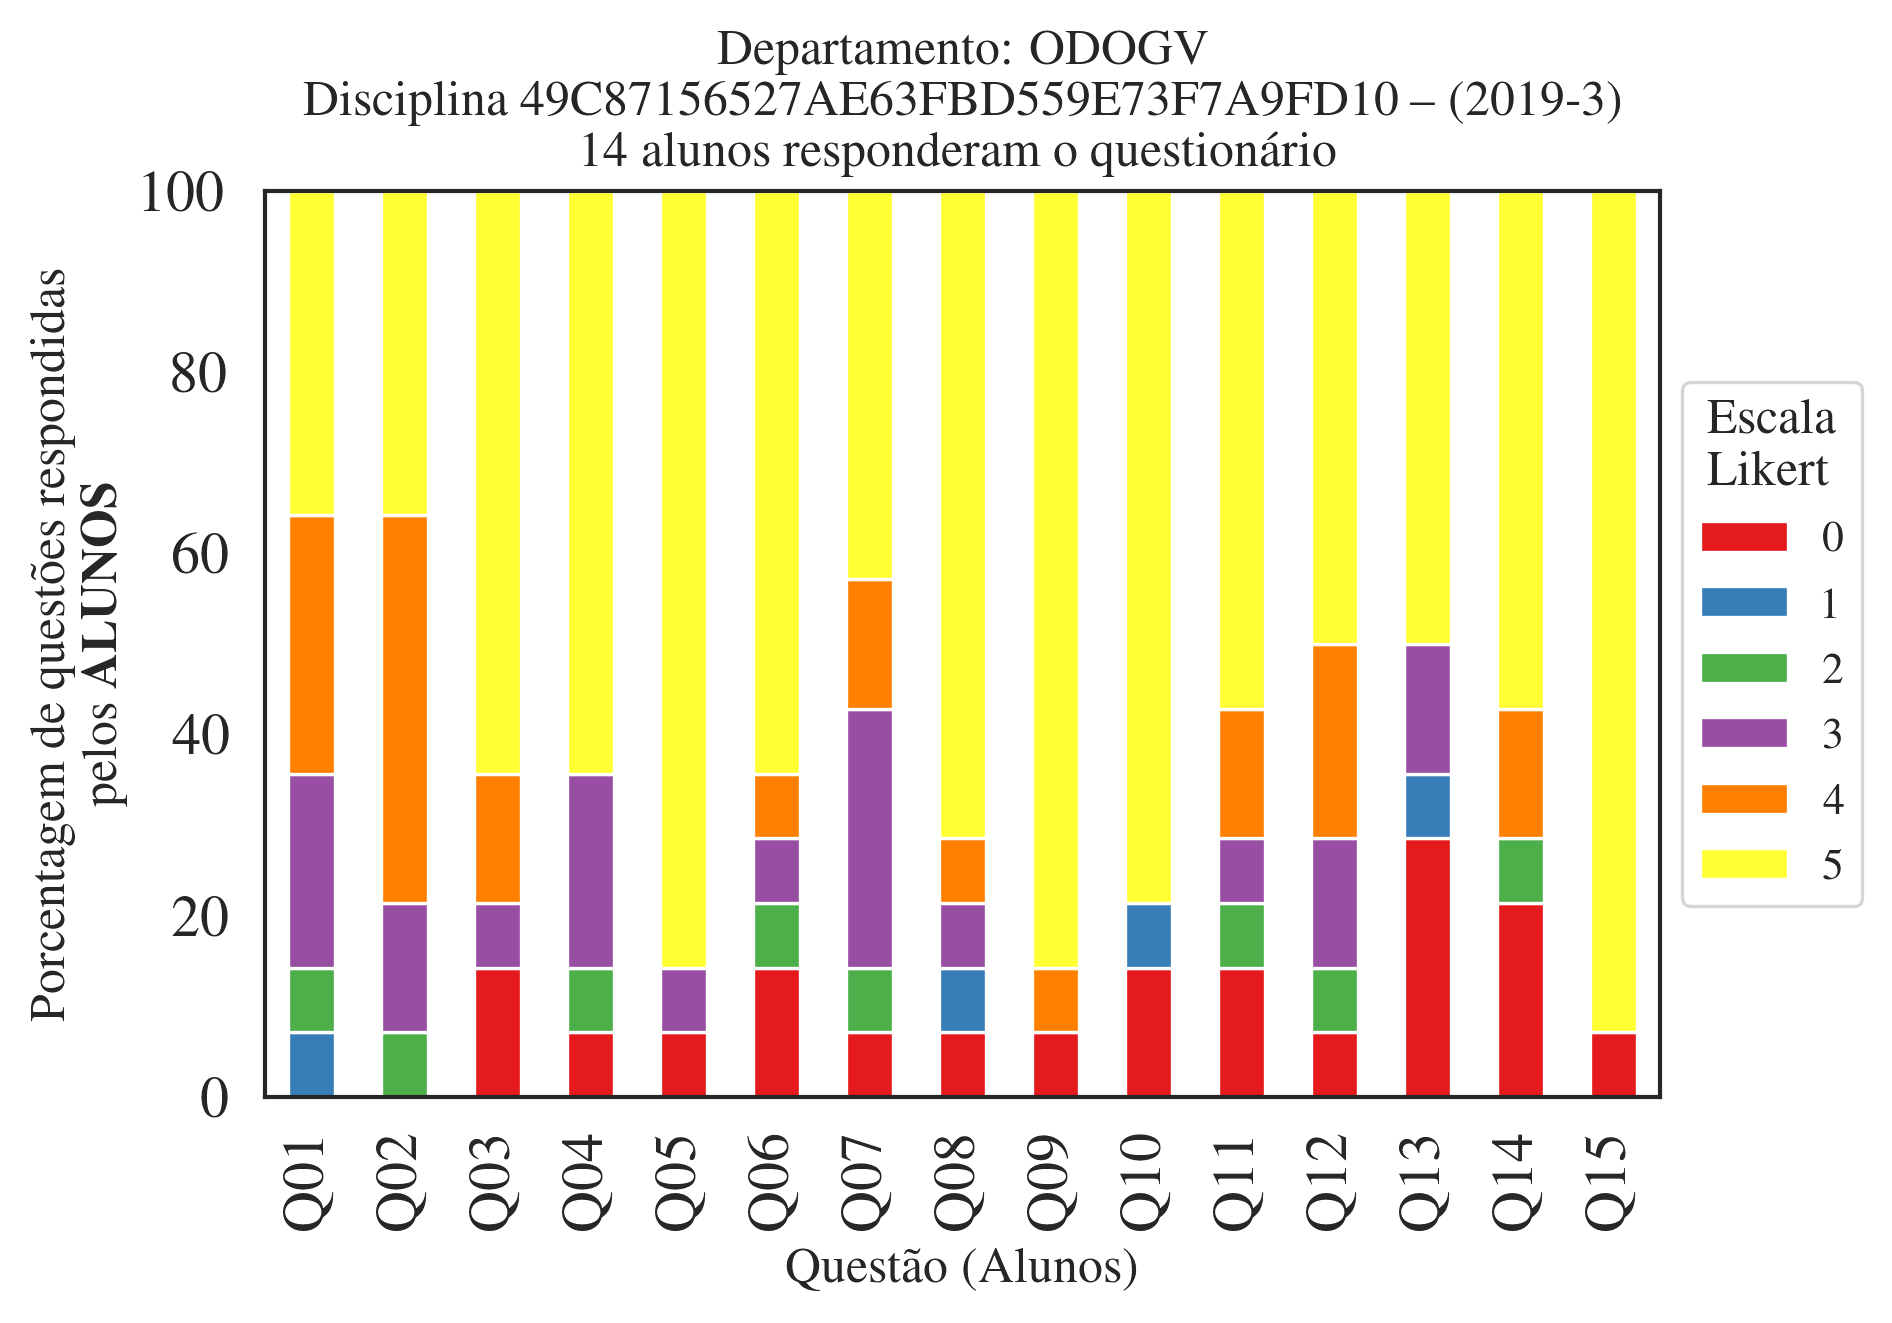 Departamento: ODOGV
Disciplina 49C87156527AE63FBD559E73F7A9FD10 – (2019-3)
14 alunos responderam o questionário
Porcentagem de questões respondidas
pelos ALUNOS
100
80
60
40
20
0
Q01
Q02
Q03
Q04
Q05
Q06
Q07
Q08
Q09
Q10
Q11
Q12
Q13
Q14
Q15
Questão (Alunos)
Escala
Likert
0
1
2
3
4
5